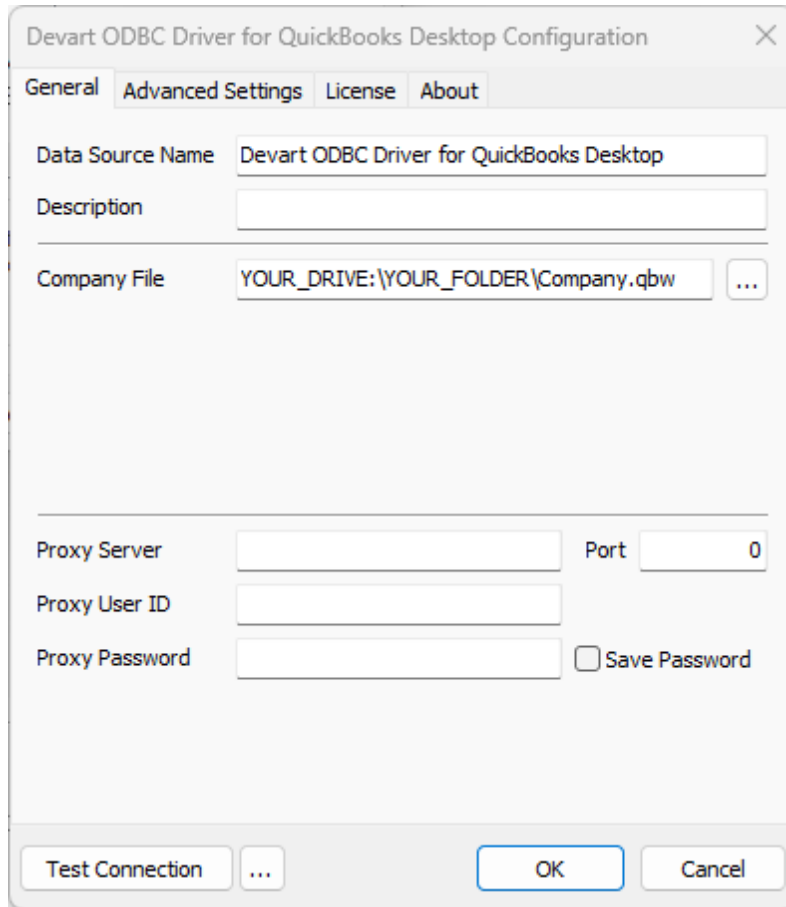 Devart ODBC Driver for QuickBooks Desktop Configuration
General Advanced Settings License About
Data Source Name Devart ODBC Driver for QuickBooks Desktop
Description
Company File YOUR_DRIVE:\YOUR_FOLDER\Company.qbw ...
Proxy Server Port 0
Proxy User ID
Proxy Password Save Password
Test Connection ... OK Cancel